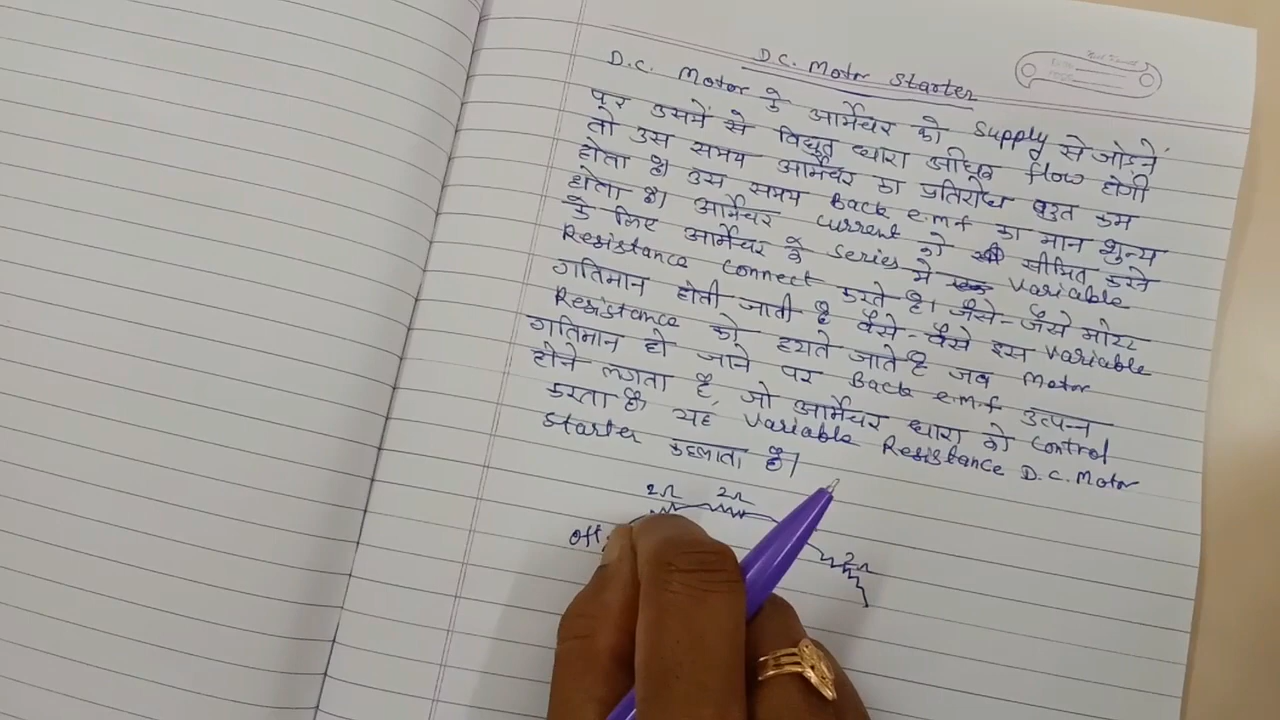 D.C. Motor Starter
D.C. Motor के आर्मेचर को Supply से जोड़ने
पर उसमें से विद्युत धारा अधिक flow होगी
तो उस समय आर्मेचर का प्रतिरोध बहुत कम
होता है। उस समय Back e.m.f का मान शून्य
होता है। आर्मेचर current को सीमित करने
के लिए आर्मेचर के Series में Variable
Resistance Connect करते है। जैसे-जैसे मोटर
गतिमान होती जाती है वैसे-वैसे इस Variable
Resistance को हटाते जाते है जब Motor
गतिमान हो जाने पर Back e.m.f उत्पन्न
होने लगता है, जो आर्मेचर धारा को Control
करता है। यह Variable Resistance D.C. Motor
Starter कहलाता है।
2Ω 2Ω
off
2Ω